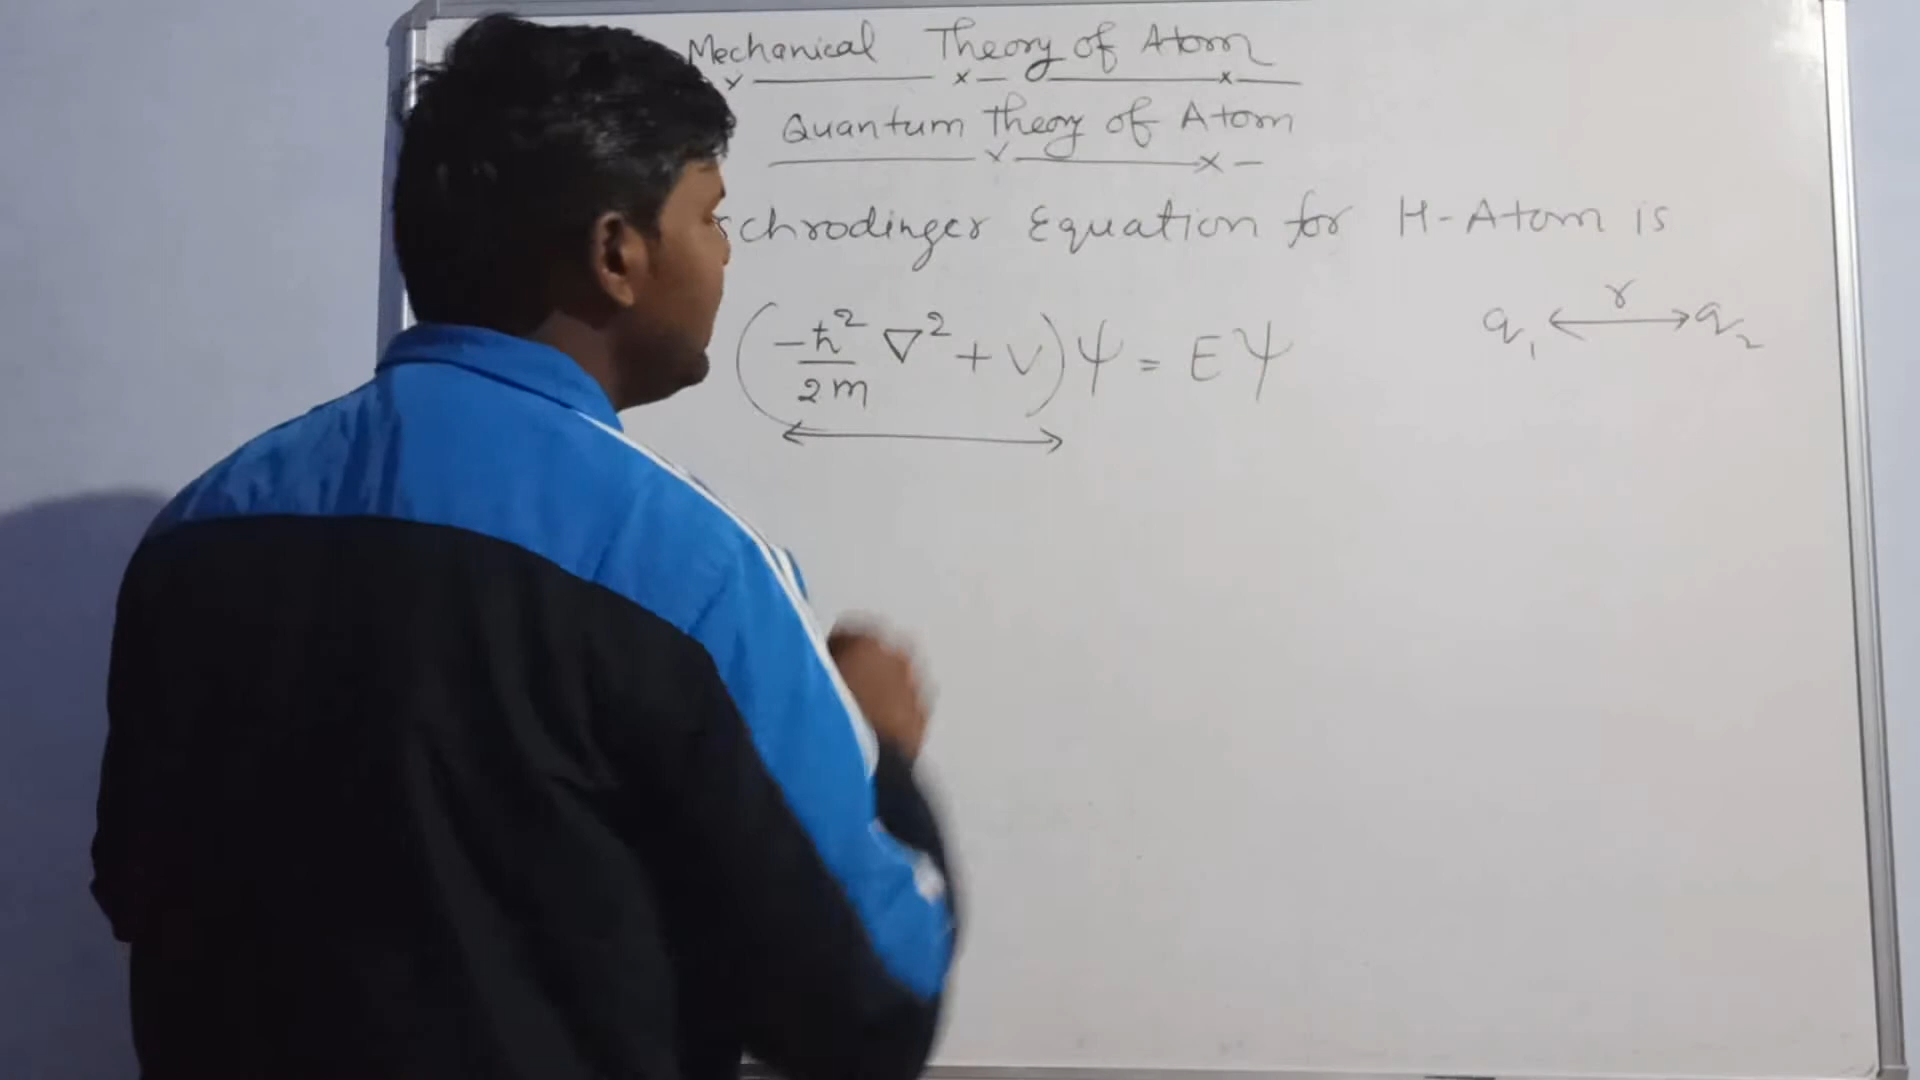 Mechanical Theory of Atom
Quantum Theory of Atom
Schrodinger Equation for H-Atom is
(-ħ²/2m ∇² + V)ψ = Eψ
q₁ ↔ q₂
r